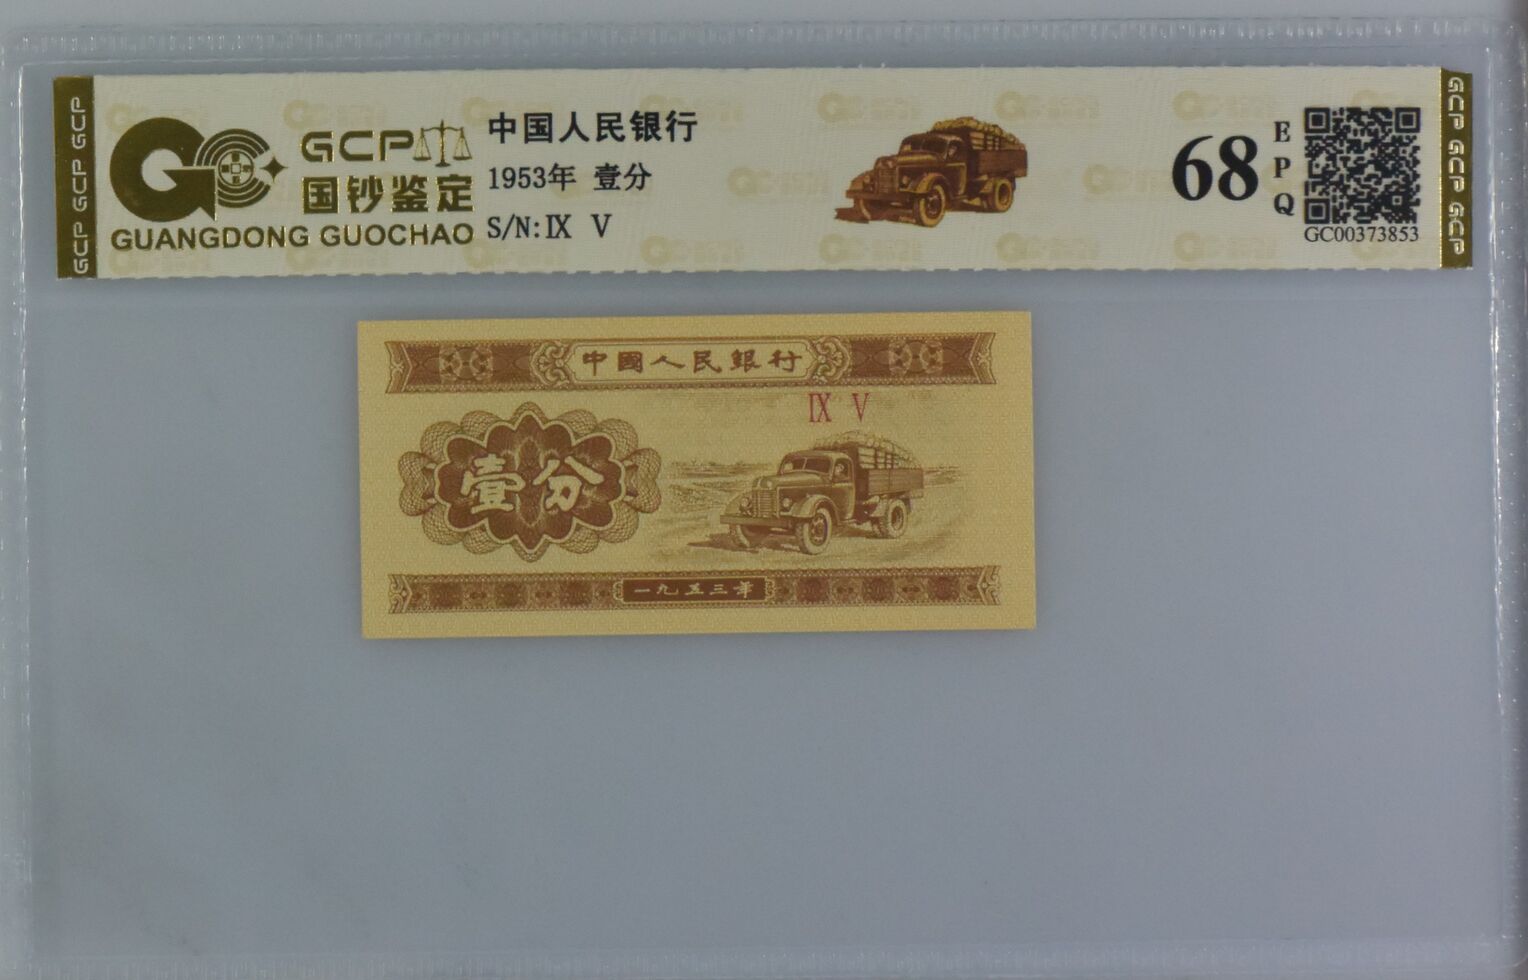 GCP GCP GCP
GCP
国钞鉴定
GUANGDONG GUOCHAO
中国人民银行
1953年 壹分
S/N:Ⅸ Ⅴ
68
EPQ
GC00373853
GCP GCP GCP
中國人民銀行
Ⅸ Ⅴ
壹分
一九五三年